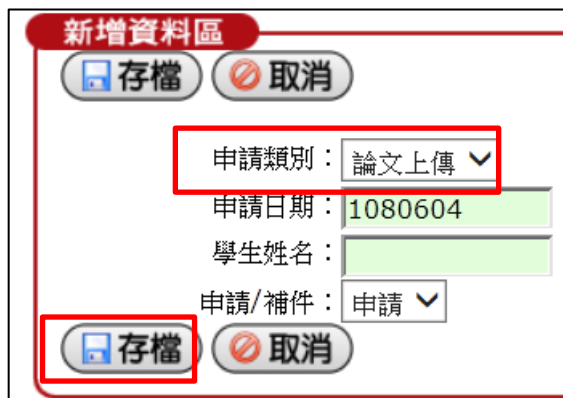 新增資料區
存檔 取消
申請類別： 論文上傳
申請日期： 1080604
學生姓名：
申請/補件： 申請
存檔 取消